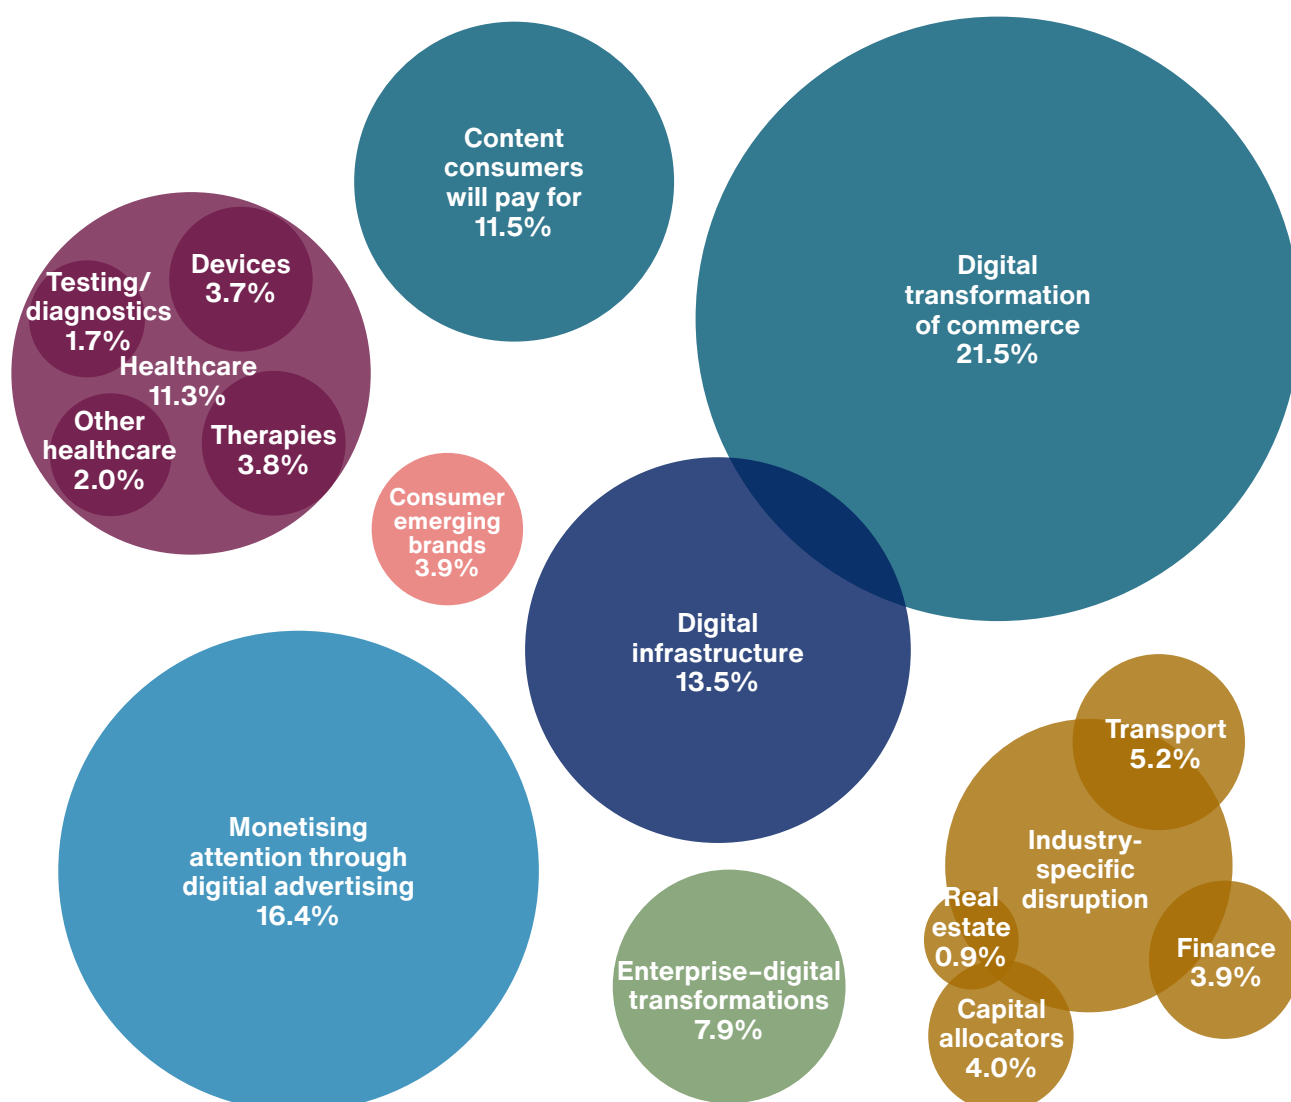 Content
consumers
will pay for
11.5%
Digital
transformation
of commerce
21.5%
Devices
3.7%
Testing/
diagnostics
1.7%
Healthcare
11.3%
Other
healthcare
2.0%
Therapies
3.8%
Consumer
emerging
brands
3.9%
Digital
infrastructure
13.5%
Monetising
attention through
digitial advertising
16.4%
Enterprise–digital
transformations
7.9%
Transport
5.2%
Industry-
specific
disruption
Real
estate
0.9%
Finance
3.9%
Capital
allocators
4.0%